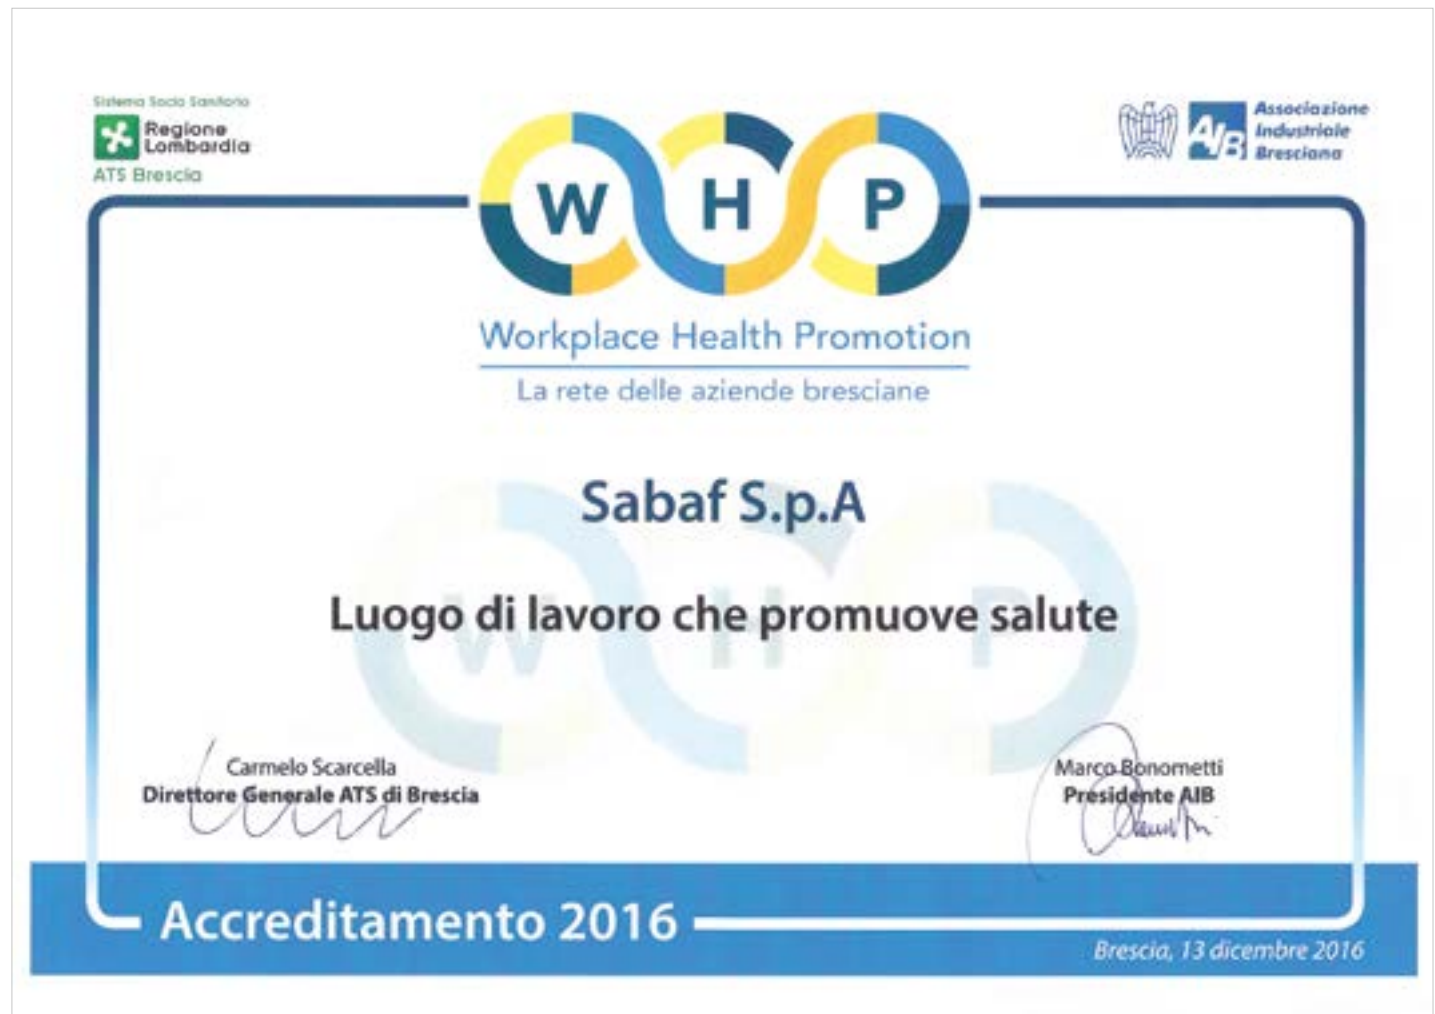 Sistema Socio Sanitario
Regione
Lombardia
ATS Brescia
W H P
Associazione
Industriale
Bresciana
AIB
Workplace Health Promotion
La rete delle aziende bresciane
Sabaf S.p.A
Luogo di lavoro che promuove salute
W H P
Carmelo Scarcella
Direttore Generale ATS di Brescia
Marco Bonometti
Presidente AIB
Accreditamento 2016
Brescia, 13 dicembre 2016